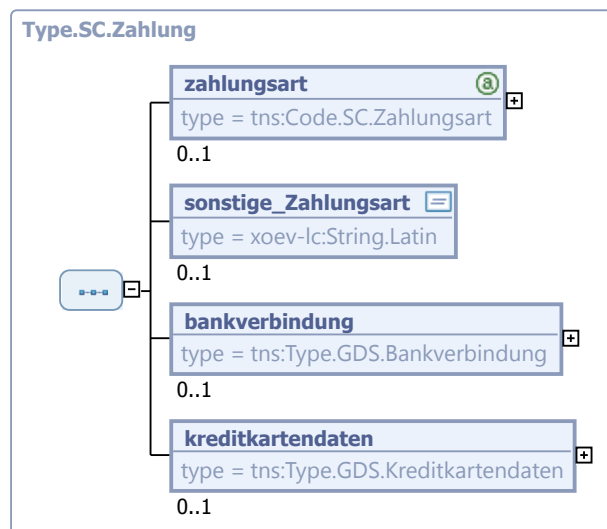 Type.SC.Zahlung
zahlungsart
type = tns:Code.SC.Zahlungsart
0..1
sonstige_Zahlungsart
type = xoev-lc:String.Latin
0..1
bankverbindung
type = tns:Type.GDS.Bankverbindung
0..1
kreditkartendaten
type = tns:Type.GDS.Kreditkartendaten
0..1